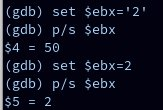 (gdb) set $ebx='2'
(gdb) p/s $ebx
$4 = 50
(gdb) set $ebx=2
(gdb) p/s $ebx
$5 = 2